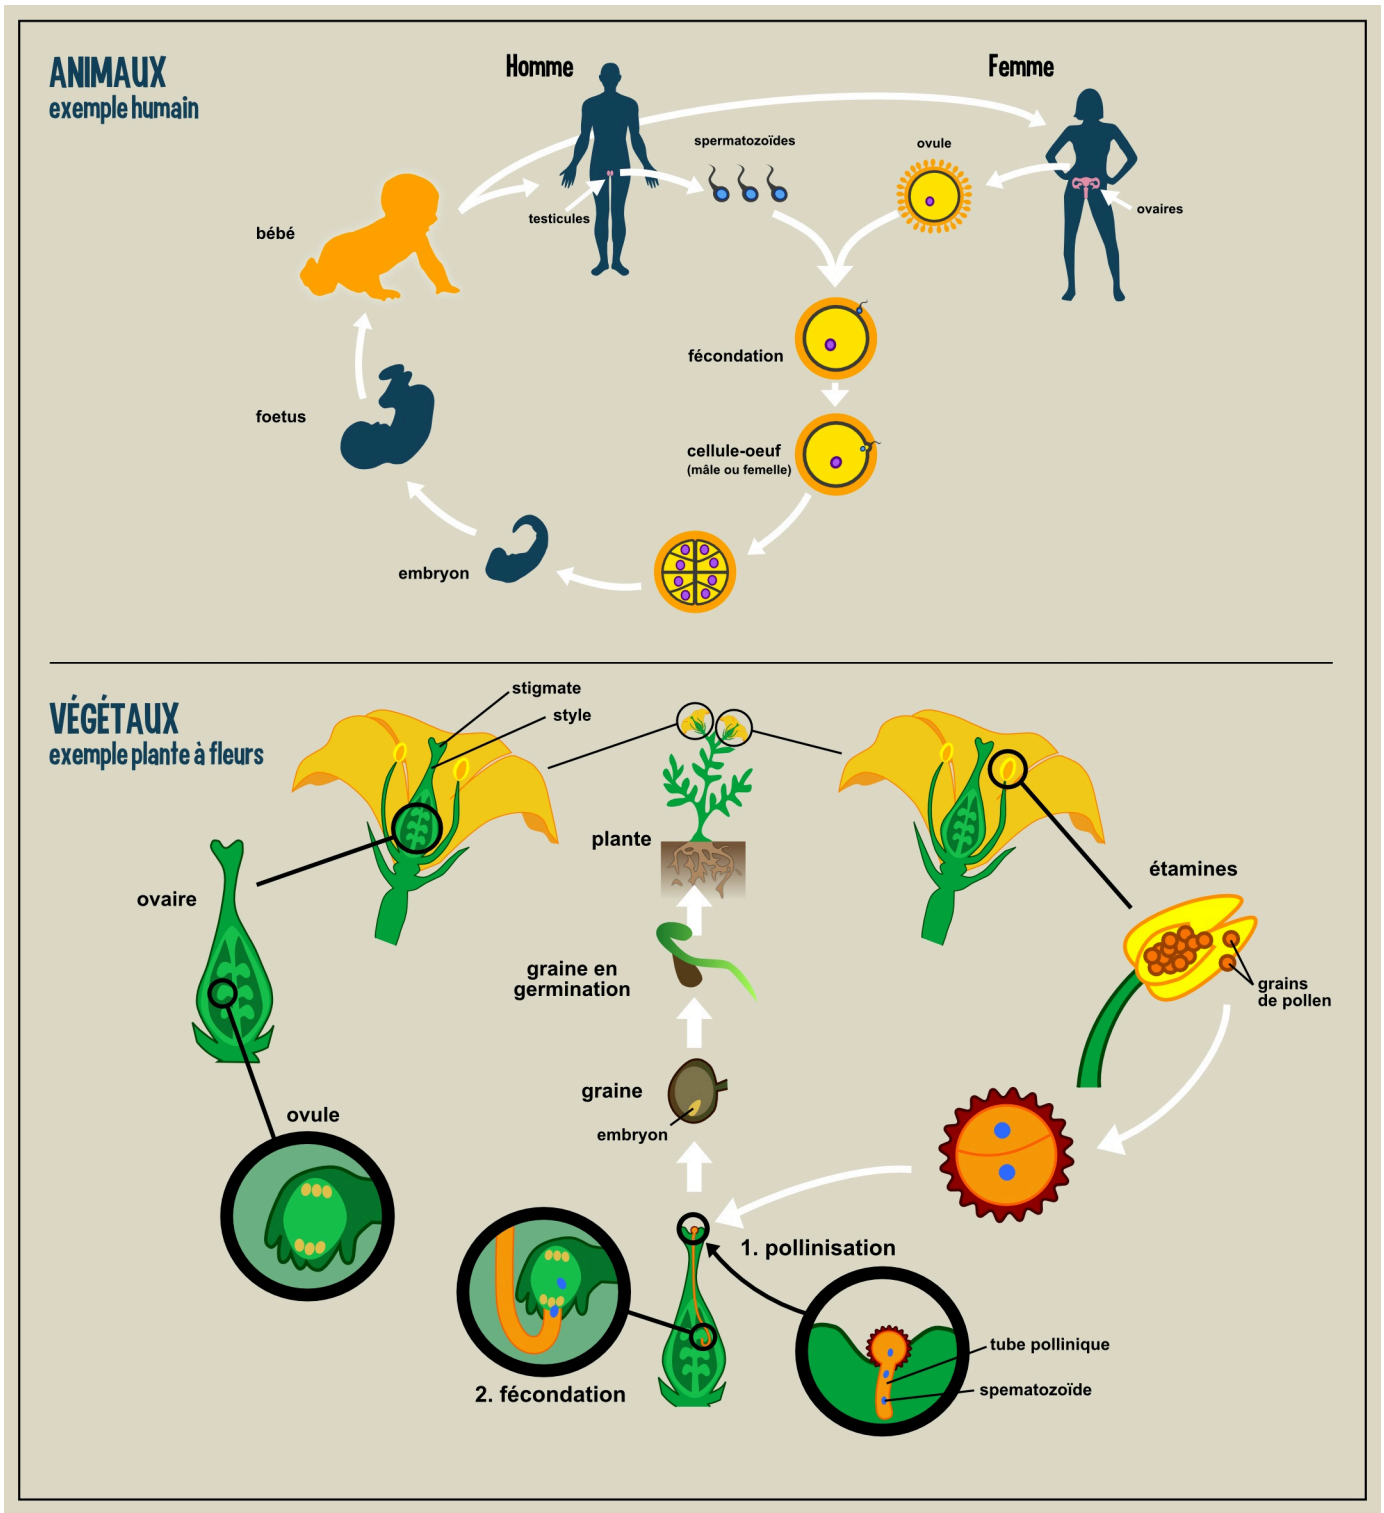 ANIMAUX
exemple humain
Homme
Femme
spermatozoïdes
ovule
testicules
ovaires
bébé
fécondation
foetus
cellule-oeuf
(mâle ou femelle)
embryon
VÉGÉTAUX
exemple plante à fleurs
stigmate
style
plante
étamines
ovaire
graine en
germination
grains
de pollen
graine
embryon
ovule
1. pollinisation
tube pollinique
spematozoïde
2. fécondation